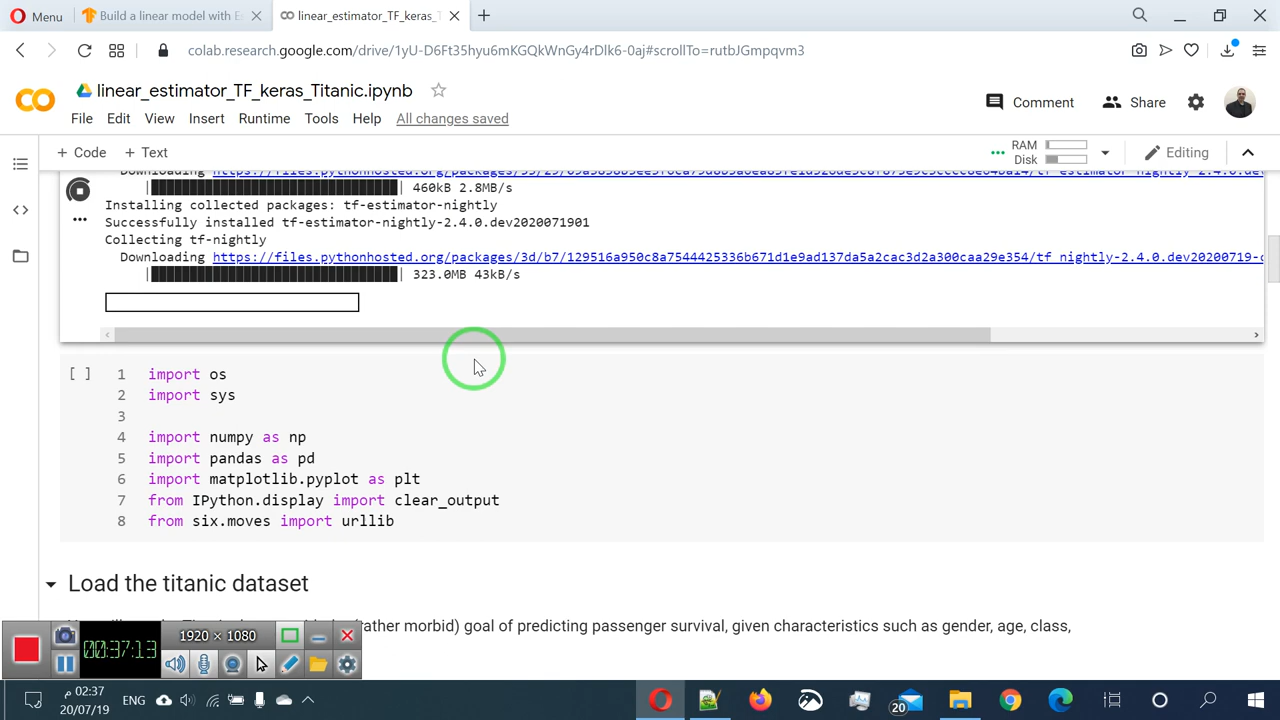 Menu
Build a linear model with Es
linear_estimator_TF_keras_T
colab.research.google.com/drive/1yU-D6Ft35hyu6mKGQkWnGy4rDlk6-0aj#scrollTo=rutbJGmpqvm3
CO
linear_estimator_TF_keras_Titanic.ipynb
Comment
Share
File Edit View Insert Runtime Tools Help All changes saved
+ Code + Text
RAM
Disk
Editing
|████████████████████████████████| 460kB 2.8MB/s
Installing collected packages: tf-estimator-nightly
Successfully installed tf-estimator-nightly-2.4.0.dev2020071901
Collecting tf-nightly
Downloading https://files.pythonhosted.org/packages/3d/b7/129516a950c8a7544425336b671d1e9ad137da5a2cac3d2a300caa29e354/tf_nightly-2.4.0.dev20200719-c
|████████████████████████████████| 323.0MB 43kB/s
[ ] 1 import os
2 import sys
3
4 import numpy as np
5 import pandas as pd
6 import matplotlib.pyplot as plt
7 from IPython.display import clear_output
8 from six.moves import urllib
Load the titanic dataset
(rather morbid) goal of predicting passenger survival, given characteristics such as gender, age, class,
00:37:13
1920 × 1080
02:37 م
20/07/19
ENG
20